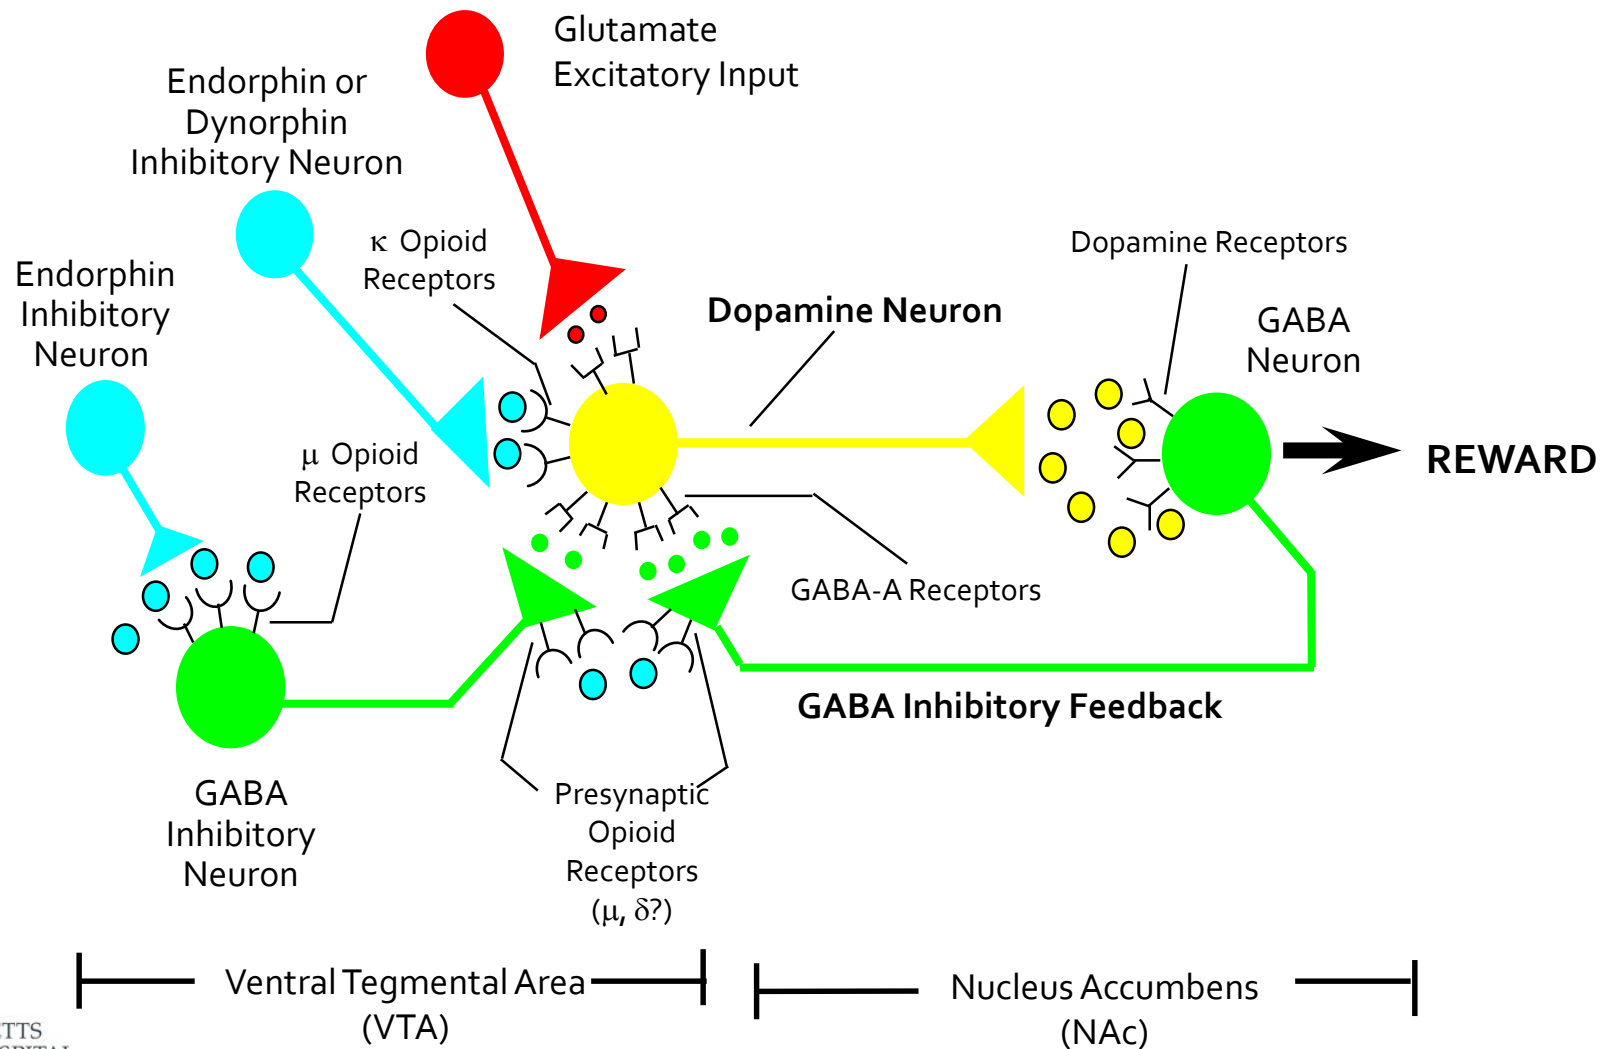 Glutamate
Excitatory Input
Endorphin or
Dynorphin
Inhibitory Neuron
κ Opioid
Receptors
Dopamine Receptors
Endorphin
Inhibitory
Neuron
Dopamine Neuron
GABA
Neuron
μ Opioid
Receptors
REWARD
GABA-A Receptors
GABA Inhibitory Feedback
GABA
Inhibitory
Neuron
Presynaptic
Opioid
Receptors
(μ, δ?)
Ventral Tegmental Area
(VTA)
Nucleus Accumbens
(NAc)
ETTS